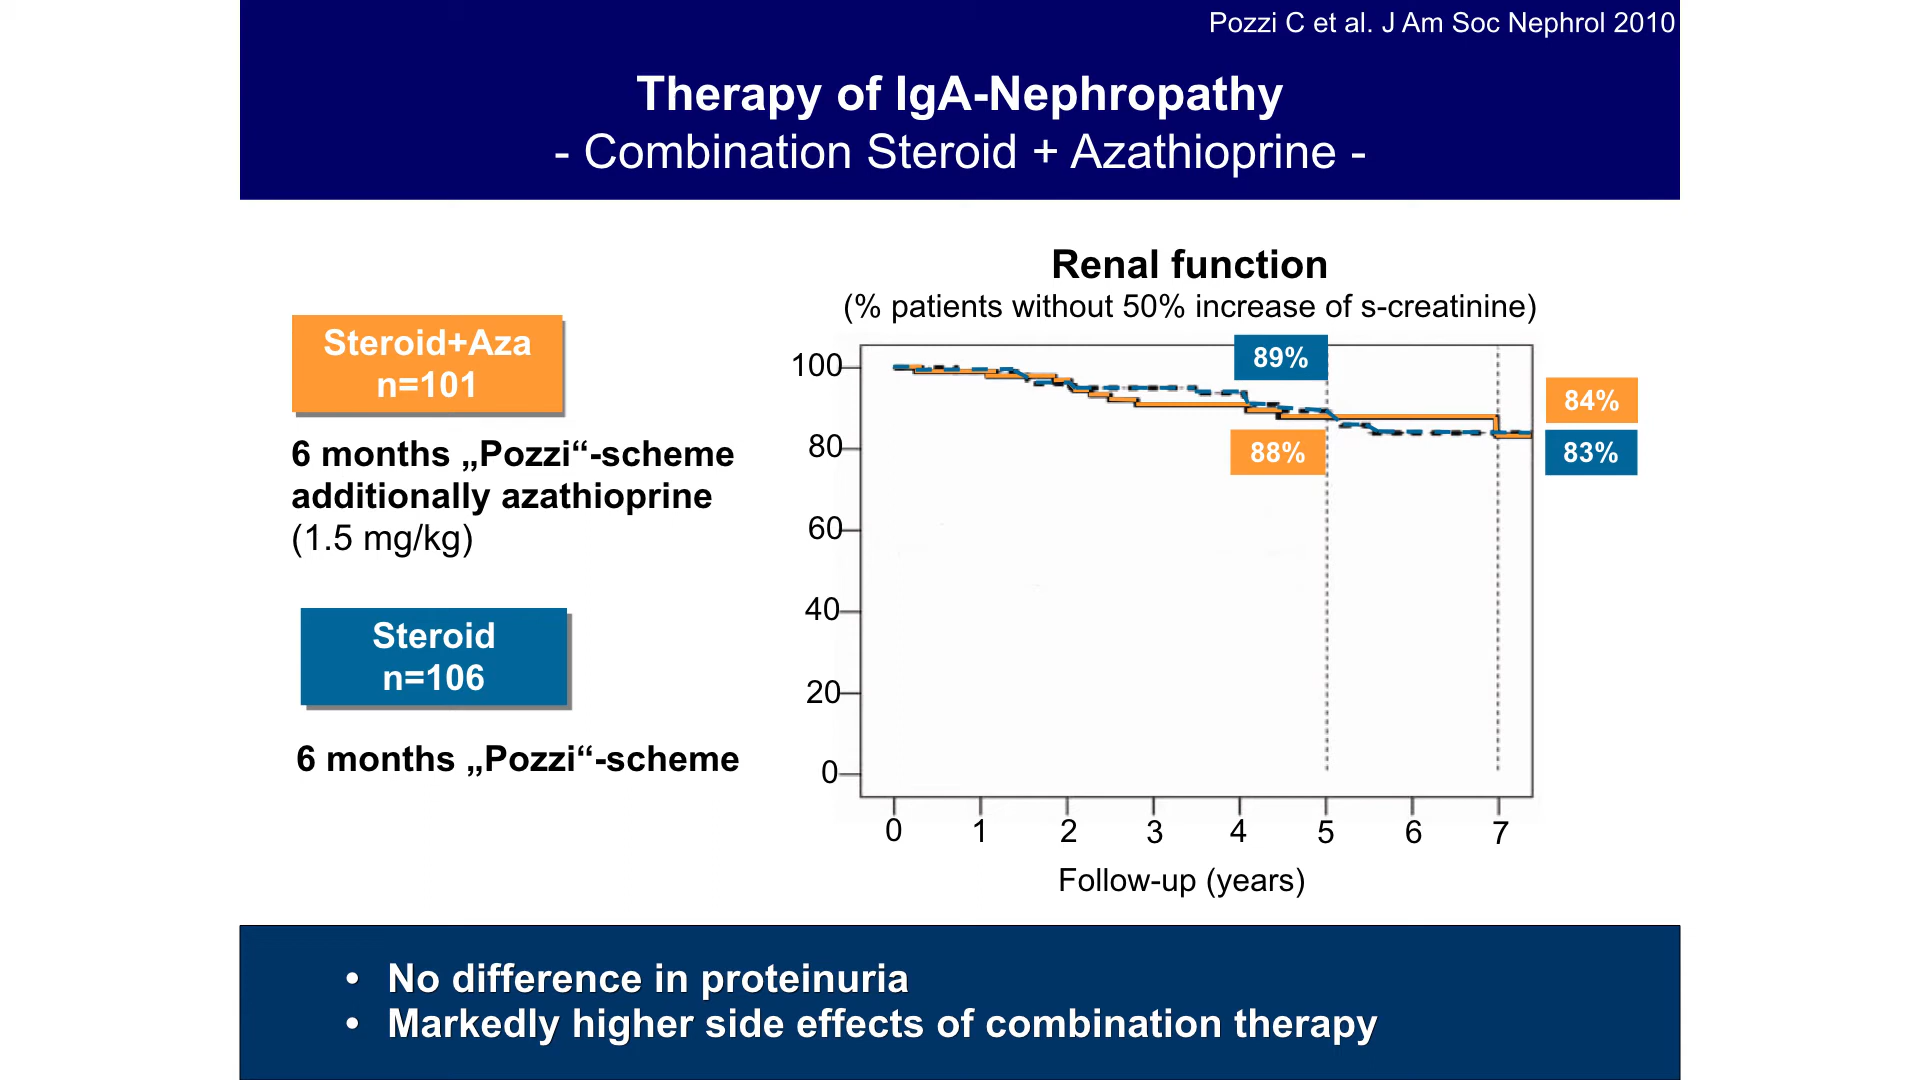 Pozzi C et al. J Am Soc Nephrol 2010
Therapy of IgA-Nephropathy
- Combination Steroid + Azathioprine -
Steroid+Aza
n=101
6 months „Pozzi“-scheme
additionally azathioprine
(1.5 mg/kg)
Steroid
n=106
6 months „Pozzi“-scheme
Renal function
(% patients without 50% increase of s-creatinine)
100
80
60
40
20
0
89%
88%
84%
83%
0 1 2 3 4 5 6 7
Follow-up (years)
• No difference in proteinuria
• Markedly higher side effects of combination therapy